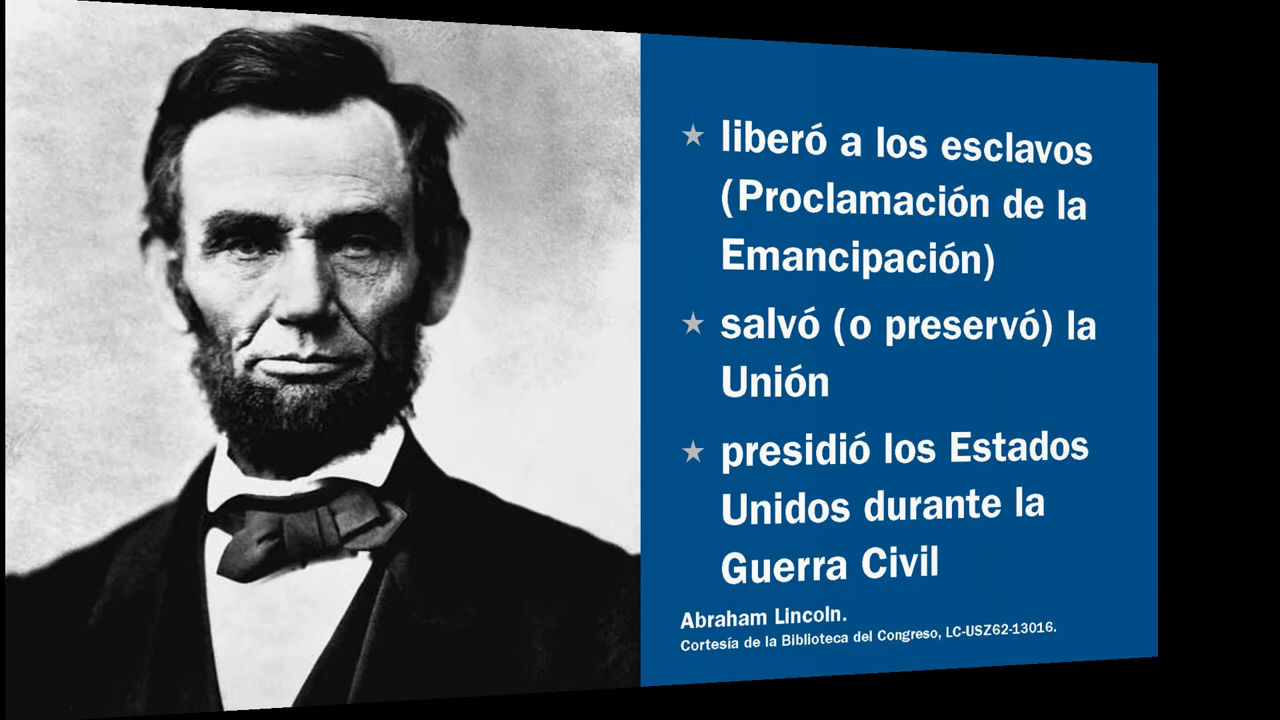 liberó a los esclavos
(Proclamación de la
Emancipación)
salvó (o preservó) la
Unión
presidió los Estados
Unidos durante la
Guerra Civil
Abraham Lincoln.
Cortesía de la Biblioteca del Congreso, LC-USZ62-13016.